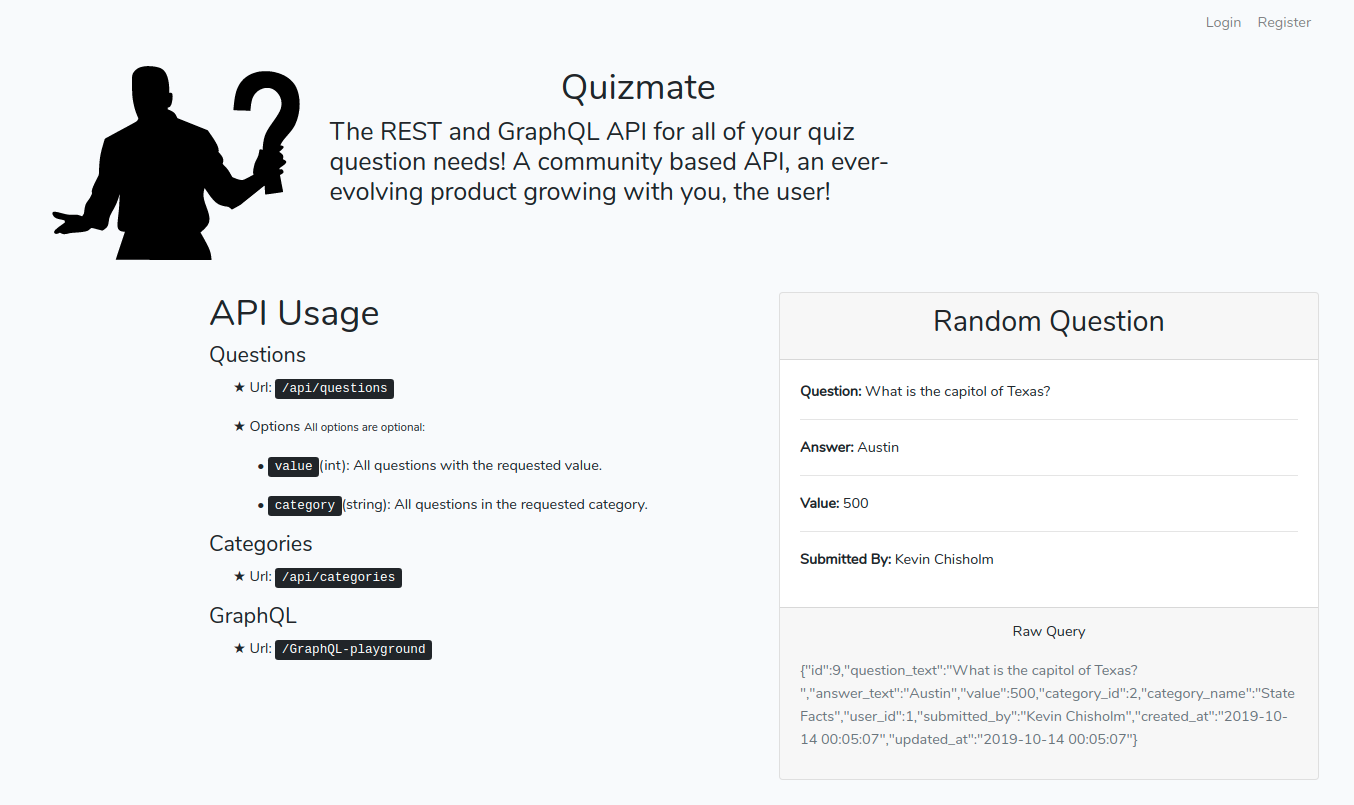 Login Register
Quizmate
The REST and GraphQL API for all of your quiz
question needs! A community based API, an ever-
evolving product growing with you, the user!
API Usage
Questions
★ Url: /api/questions
★ Options All options are optional:
• value(int): All questions with the requested value.
• category(string): All questions in the requested category.
Categories
★ Url: /api/categories
GraphQL
★ Url: /GraphQL-playground
Random Question
Question: What is the capitol of Texas?
Answer: Austin
Value: 500
Submitted By: Kevin Chisholm
Raw Query
{"id":9,"question_text":"What is the capitol of Texas?
","answer_text":"Austin","value":500,"category_id":2,"category_name":"State
Facts","user_id":1,"submitted_by":"Kevin Chisholm","created_at":"2019-10-
14 00:05:07","updated_at":"2019-10-14 00:05:07"}